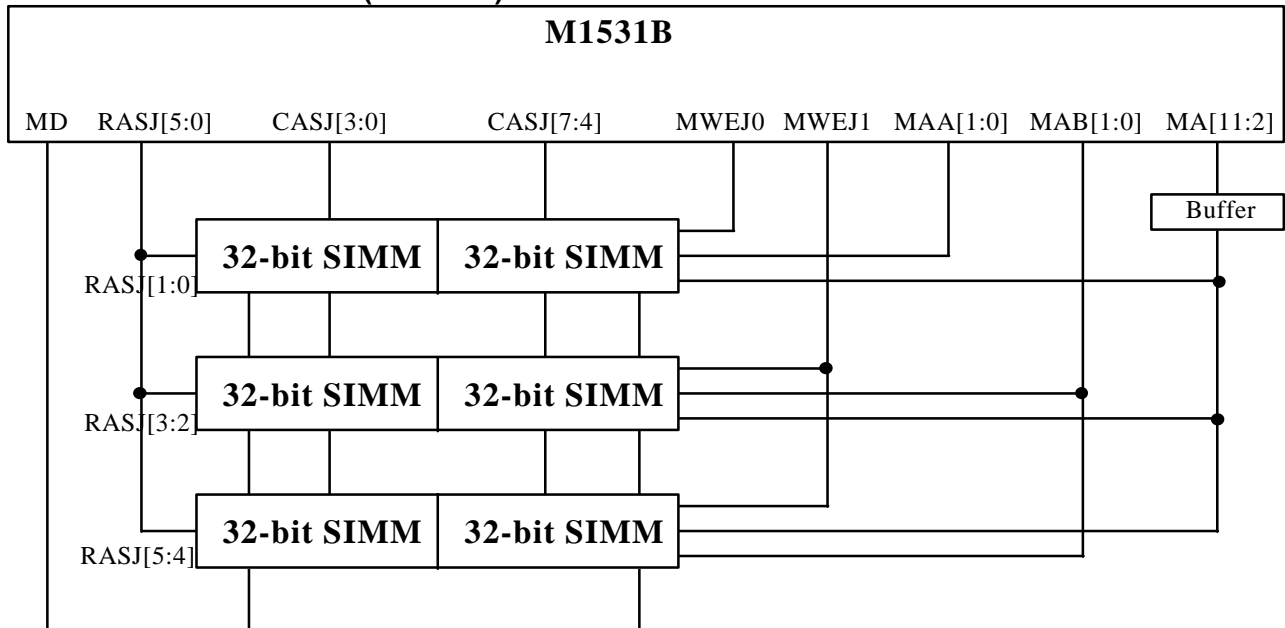 M1531B
MD RASJ[5:0] CASJ[3:0] CASJ[7:4] MWEJ0 MWEJ1 MAA[1:0] MAB[1:0] MA[11:2]
Buffer
32-bit SIMM 32-bit SIMM
RASJ[1:0]
32-bit SIMM 32-bit SIMM
RASJ[3:2]
32-bit SIMM 32-bit SIMM
RASJ[5:4]